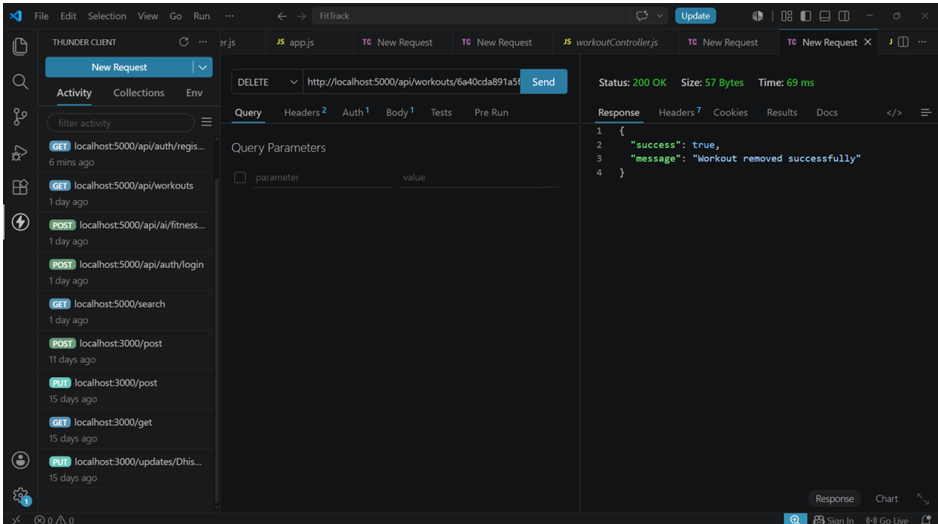 File Edit Selection View Go Run ··· FitTrack Update
THUNDER CLIENT ···
New Request
Activity Collections Env
filter activity
GET localhost:5000/api/auth/regis...
6 mins ago
GET localhost:5000/api/workouts
1 day ago
POST localhost:5000/api/ai/fitness...
1 day ago
POST localhost:5000/api/auth/login
1 day ago
GET localhost:5000/search
1 day ago
POST localhost:3000/post
11 days ago
PUT localhost:3000/post
15 days ago
GET localhost:3000/get
15 days ago
PUT localhost:3000/updates/Dhis...
15 days ago
1
er.js JS app.js TC New Request TC New Request JS workoutController.js TC New Request TC New Request J ···
DELETE http://localhost:5000/api/workouts/6a40cda891a5f Send
Query Headers 2 Auth 1 Body 1 Tests Pre Run
Query Parameters
parameter value
Status: 200 OK Size: 57 Bytes Time: 69 ms
Response Headers 7 Cookies Results Docs </>
1 {
2 "success": true,
3 "message": "Workout removed successfully"
4 }
Response Chart
0 0 Sign In Go Live